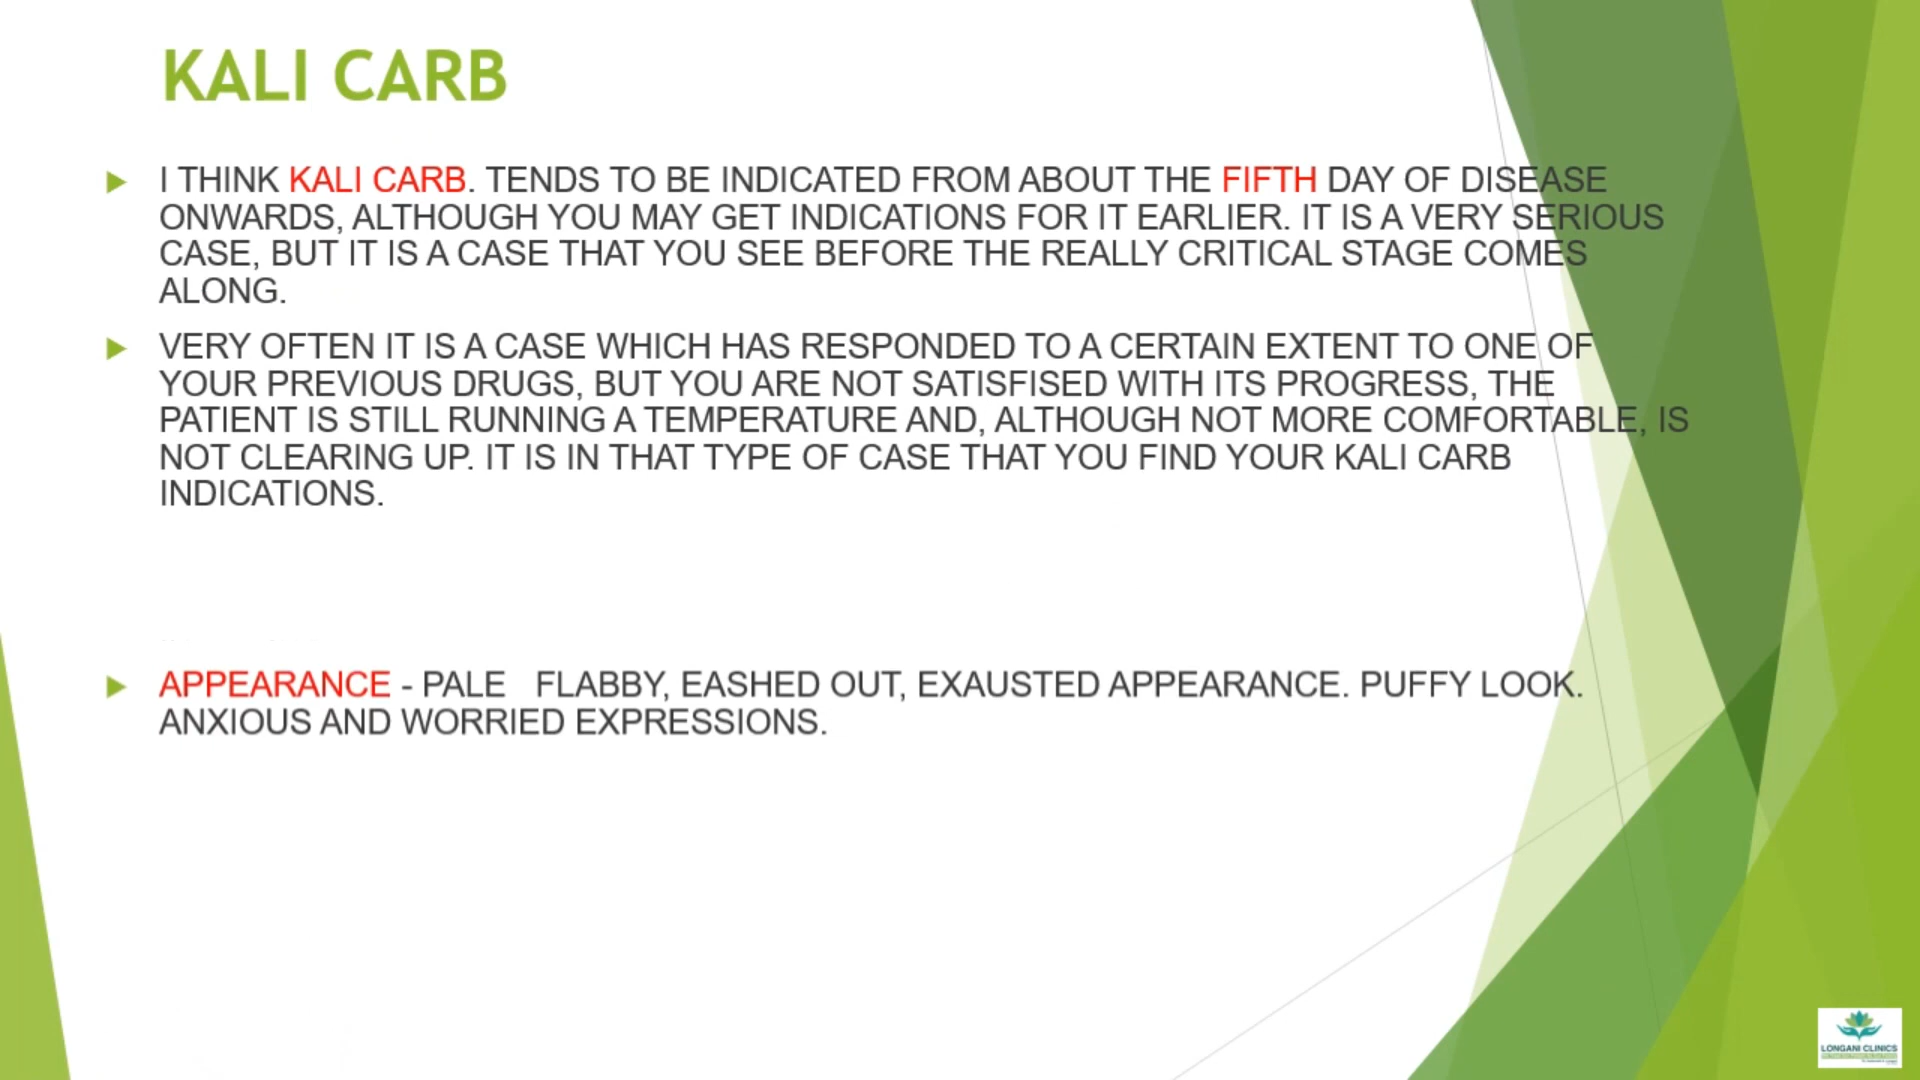 KALI CARB
I THINK KALI CARB. TENDS TO BE INDICATED FROM ABOUT THE FIFTH DAY OF DISEASE
ONWARDS, ALTHOUGH YOU MAY GET INDICATIONS FOR IT EARLIER. IT IS A VERY SERIOUS
CASE, BUT IT IS A CASE THAT YOU SEE BEFORE THE REALLY CRITICAL STAGE COMES
ALONG.
VERY OFTEN IT IS A CASE WHICH HAS RESPONDED TO A CERTAIN EXTENT TO ONE OF
YOUR PREVIOUS DRUGS, BUT YOU ARE NOT SATISFISED WITH ITS PROGRESS, THE
PATIENT IS STILL RUNNING A TEMPERATURE AND, ALTHOUGH NOT MORE COMFORTABLE, IS
NOT CLEARING UP. IT IS IN THAT TYPE OF CASE THAT YOU FIND YOUR KALI CARB
INDICATIONS.
APPEARANCE - PALE FLABBY, EASHED OUT, EXAUSTED APPEARANCE. PUFFY LOOK.
ANXIOUS AND WORRIED EXPRESSIONS.
LONGANI CLINICS